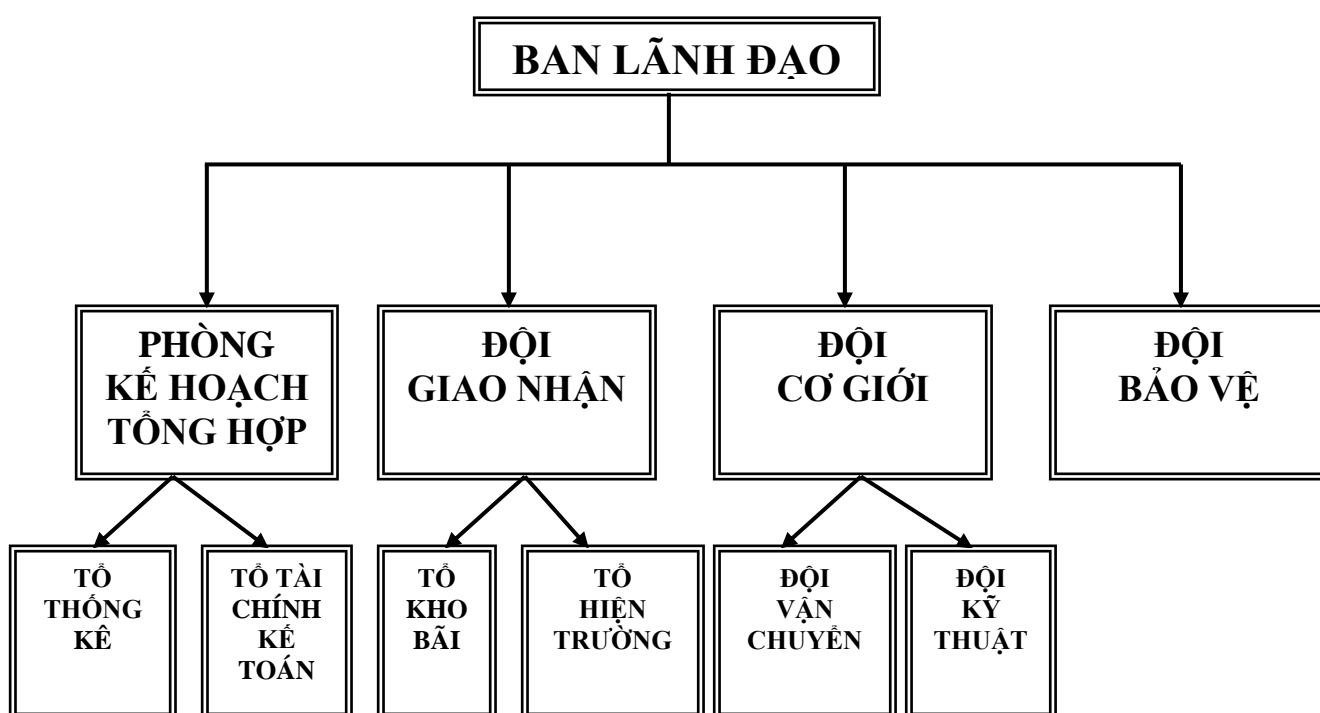 BAN LÃNH ĐẠO
PHÒNG
KẾ HOẠCH
TỔNG HỢP
ĐỘI
GIAO NHẬN
ĐỘI
CƠ GIỚI
ĐỘI
BẢO VỆ
TỔ
THỐNG
KÊ
TỔ TÀI
CHÍNH
KẾ
TOÁN
TỔ
KHO
BÃI
TỔ
HIỆN
TRƯỜNG
ĐỘI
VẬN
CHUYỂN
ĐỘI
KỸ
THUẬT